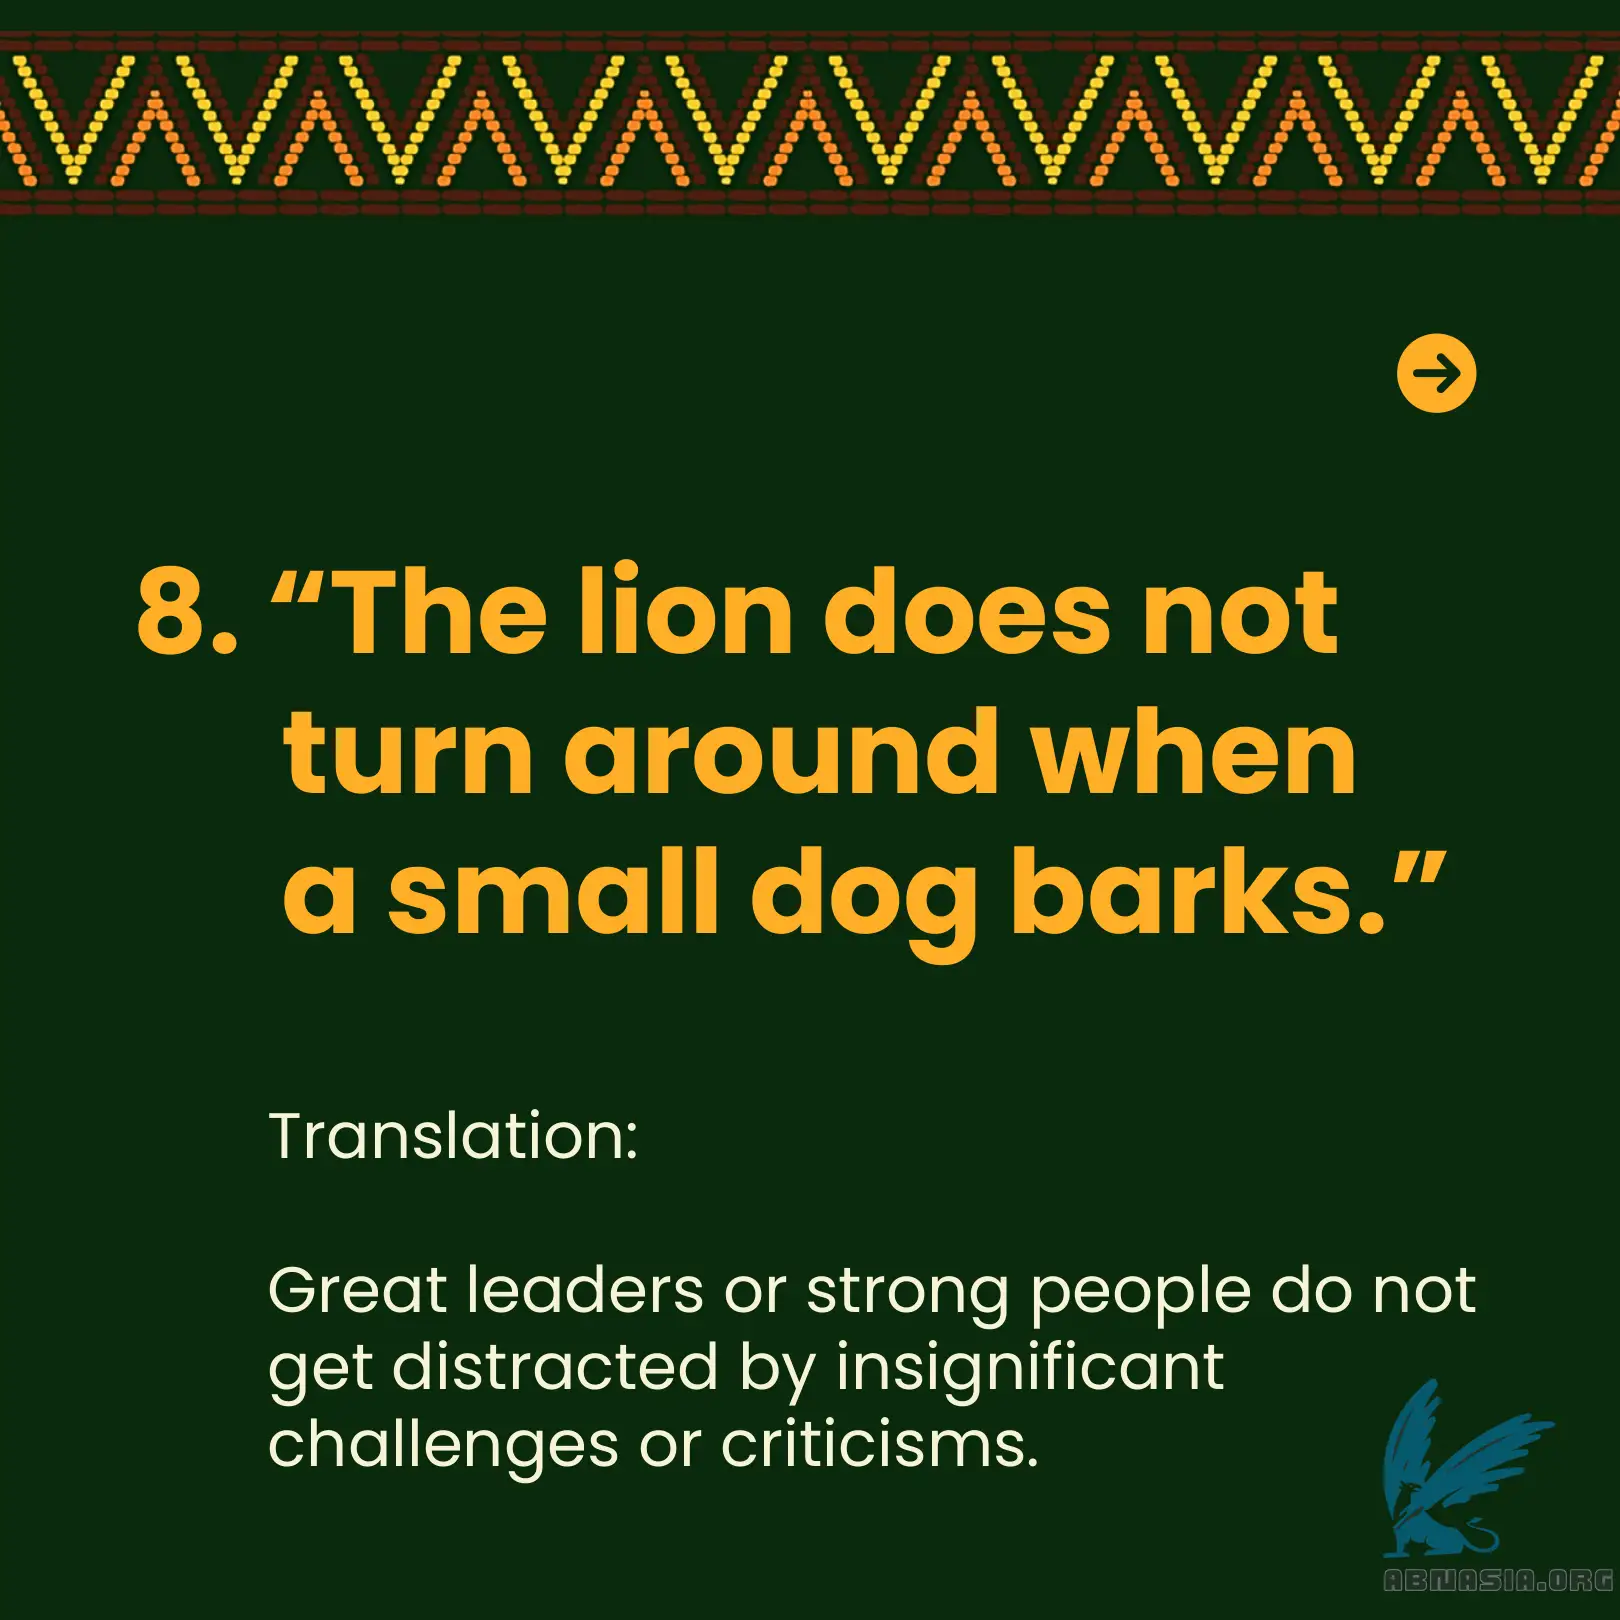 8. “The lion does not
turn around when
a small dog barks.”
Translation:
Great leaders or strong people do not
get distracted by insignificant
challenges or criticisms.
ABNASIA.ORG